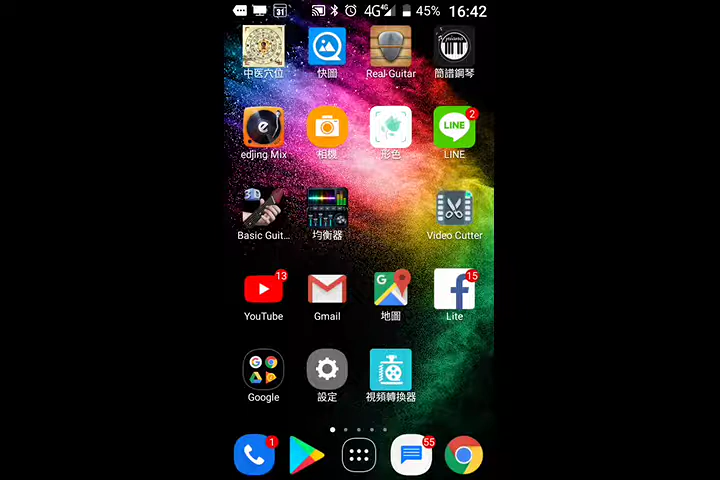 31 4G 4G 45% 16:42
中医穴位 快圖 Real Guitar 簡譜鋼琴
edjing Mix 相機 形色 LINE 2
Basic Guit... 均衡器 Video Cutter
YouTube 13 Gmail 地圖 Lite 15
Google 設定 視頻轉換器
1 55